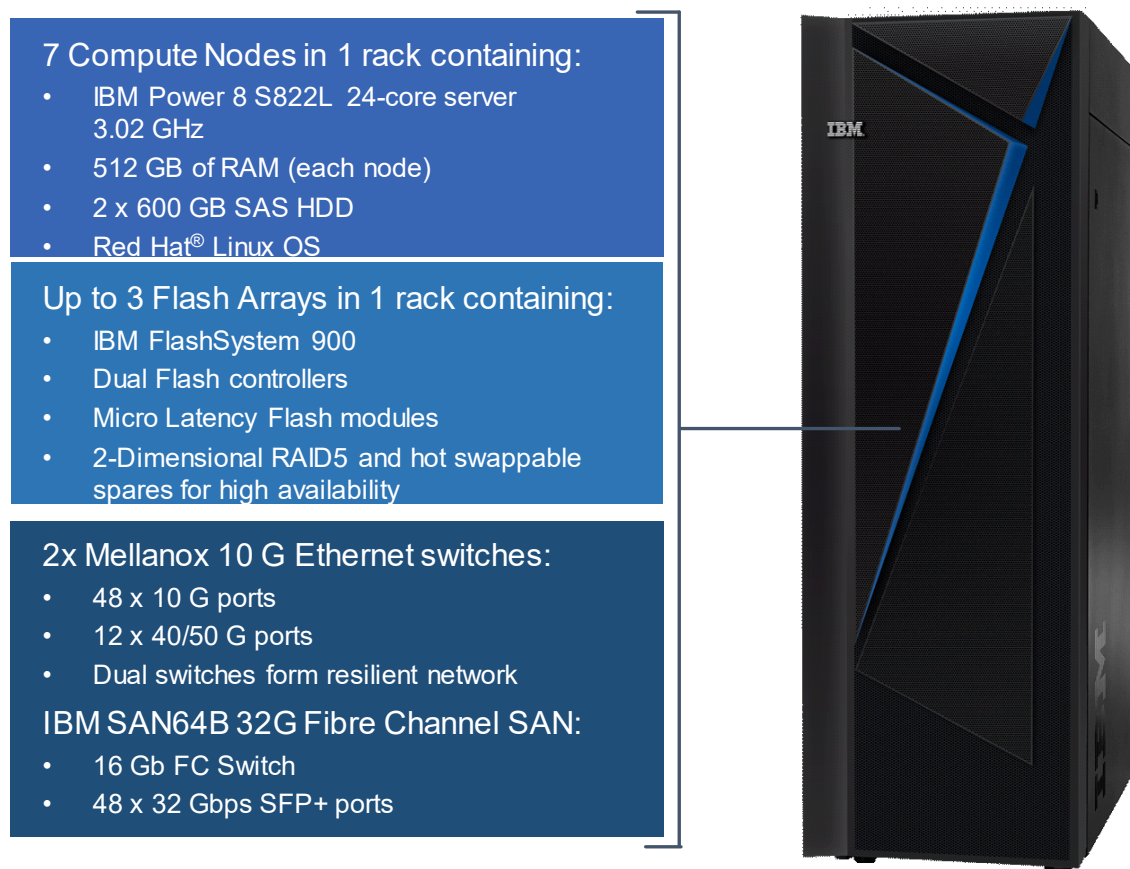 7 Compute Nodes in 1 rack containing:
• IBM Power 8 S822L 24-core server
3.02 GHz
• 512 GB of RAM (each node)
• 2 x 600 GB SAS HDD
• Red Hat® Linux OS
Up to 3 Flash Arrays in 1 rack containing:
• IBM FlashSystem 900
• Dual Flash controllers
• Micro Latency Flash modules
• 2-Dimensional RAID5 and hot swappable
spares for high availability
2x Mellanox 10 G Ethernet switches:
• 48 x 10 G ports
• 12 x 40/50 G ports
• Dual switches form resilient network
IBM SAN64B 32G Fibre Channel SAN:
• 16 Gb FC Switch
• 48 x 32 Gbps SFP+ ports
IBM.
IBM